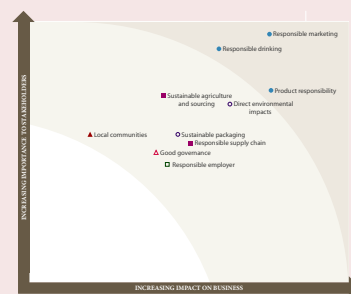 Responsible marketing
Responsible drinking
Product responsibility
Sustainable agriculture
and sourcing
Direct environmental
impacts
Local communities
Sustainable packaging
Responsible supply chain
Good governance
Responsible employer
INCREASING IMPORTANCE TO STAKEHOLDERS
INCREASING IMPACT ON BUSINESS